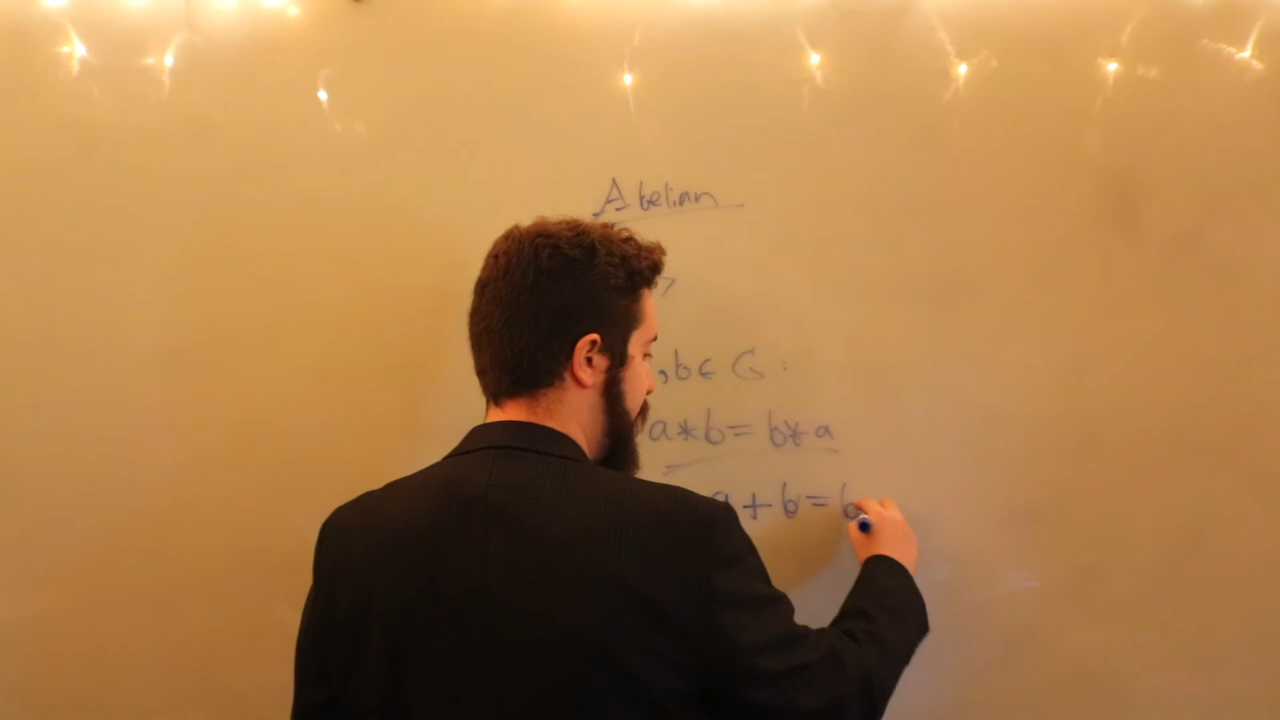 Abelian
>
,b∈ G:
a*b=b*a
a+b=b